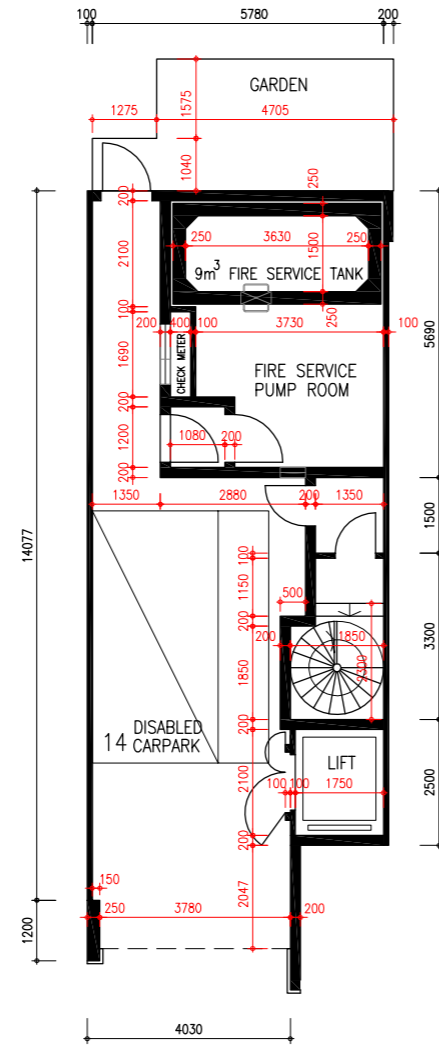 100 5780 200
GARDEN
1575
1275 4705
1040
200 250
250 3630 250
1500
2100
9m³ FIRE SERVICE TANK
100 250
200 400 100 3730 100
5690
CHECK METER
1690
FIRE SERVICE
PUMP ROOM
200
1080 200
1200
200
1350 2880 200 1350
1500
14077
100
1150
500
200
200 1850
3300
1850 2300
200
DISABLED
14 CARPARK
LIFT
2100
100 100 1750
2500
200
2047
150
250 3780 200
1200
4030